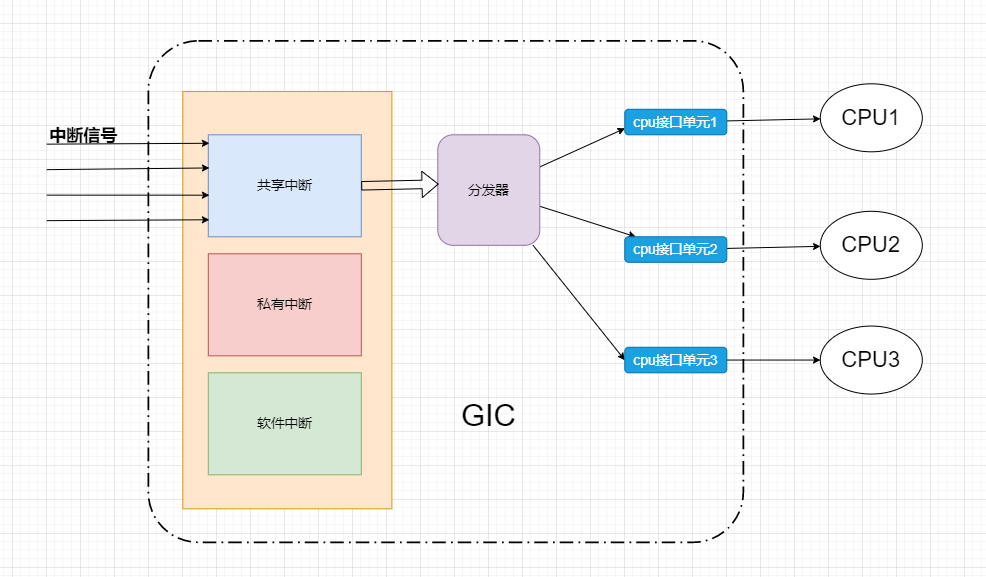 中断信号
共享中断
私有中断
软件中断
分发器
cpu接口单元1
cpu接口单元2
cpu接口单元3
CPU1
CPU2
CPU3
GIC